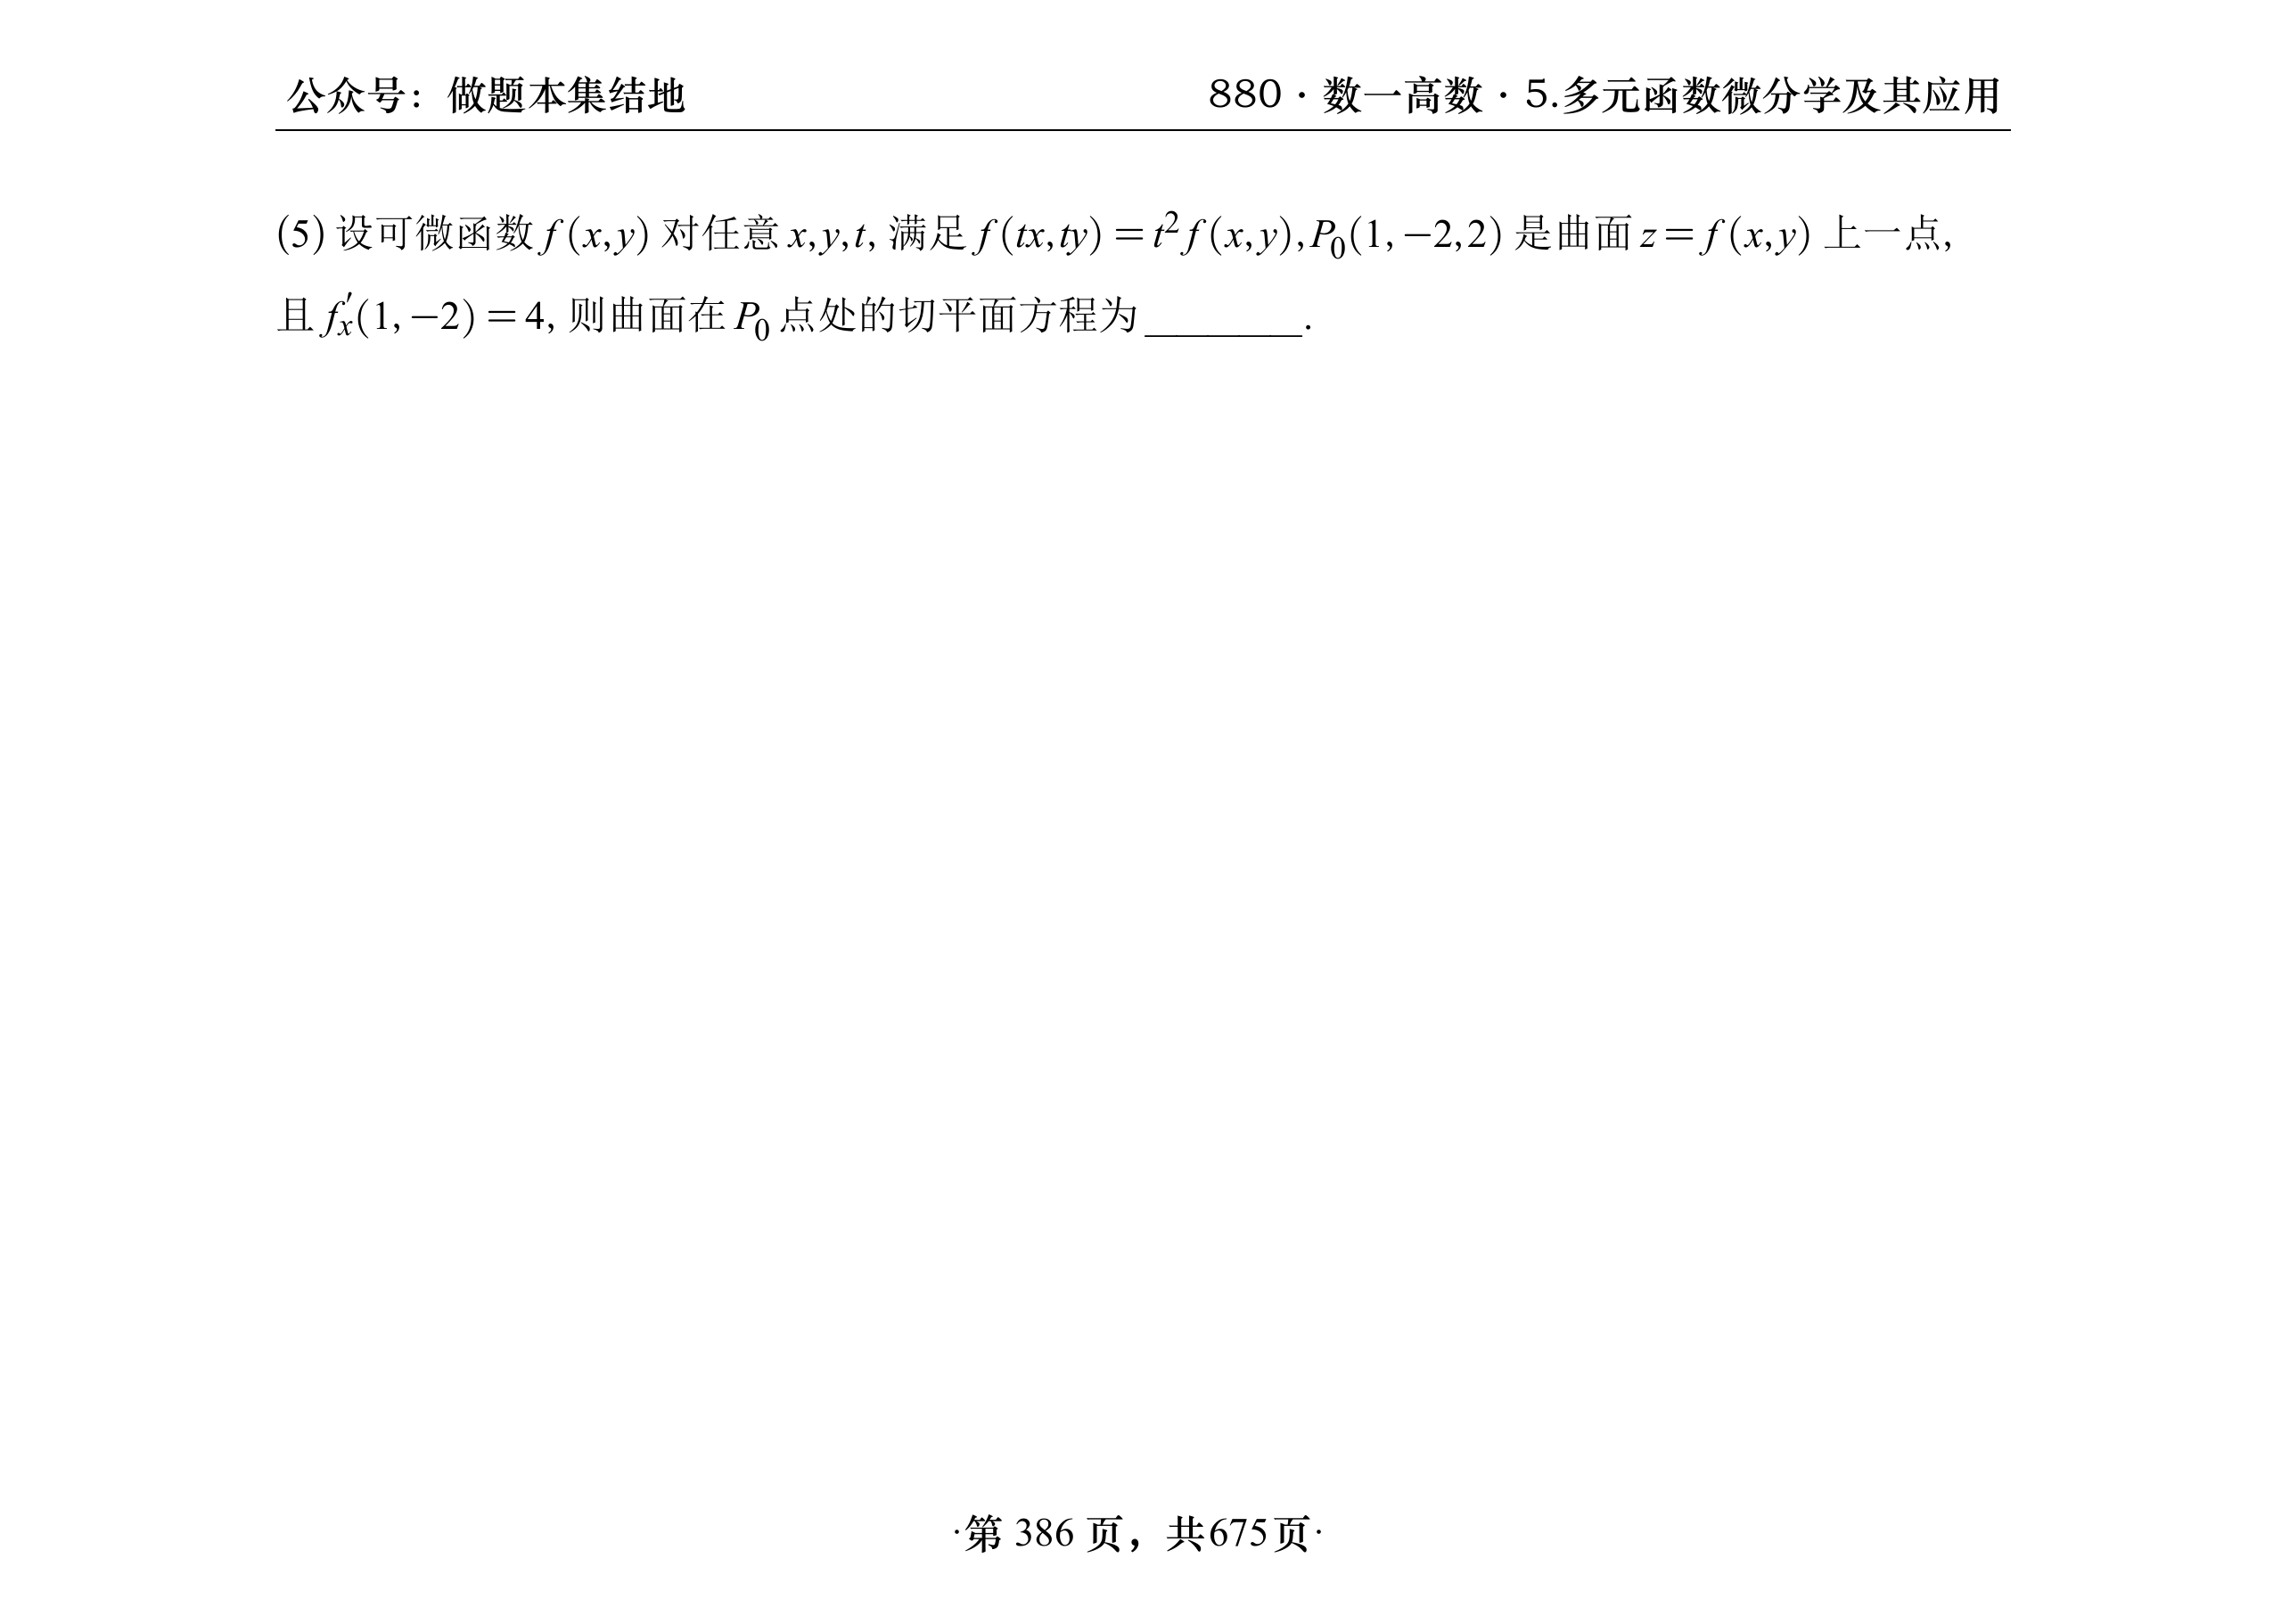 公众号：做题本集结地
880·数一高数·5.多元函数微分学及其应用
(5) 设可微函数 f(x,y) 对任意 x,y,t, 满足 f(tx,ty)=t²f(x,y),P₀(1,−2,2) 是曲面 z=f(x,y) 上一点,
且 fₓ′(1,−2)=4, 则曲面在 P₀ 点处的切平面方程为________.
·第 386 页，共675页·